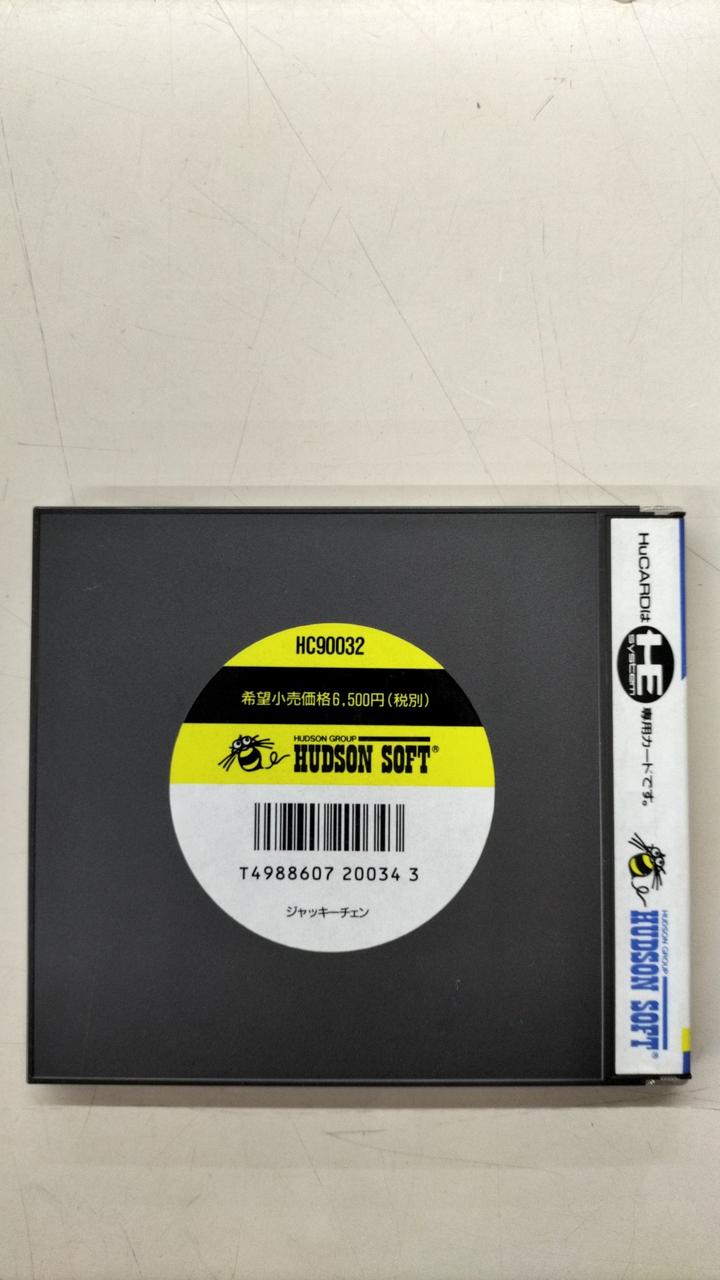 HC90032
希望小売価格6,500円(税別)
HUDSON GROUP
HUDSON SOFT®
T4988607 20034 3
ジャッキーチェン
HuCARDは HE system 専用カードです。
HUDSON GROUP
HUDSON SOFT®